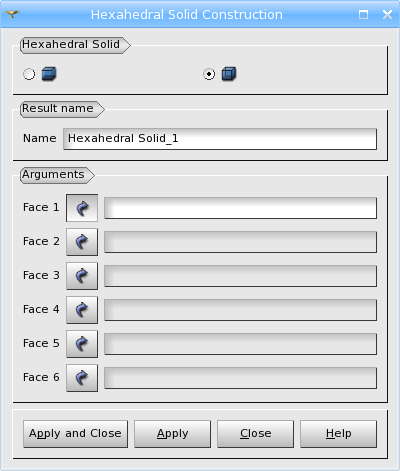 Hexahedral Solid Construction
Hexahedral Solid
Result name
Name Hexahedral Solid_1
Arguments
Face 1
Face 2
Face 3
Face 4
Face 5
Face 6
Apply and Close Apply Close Help